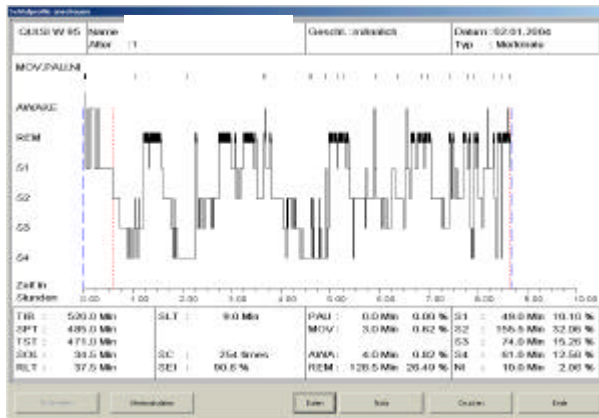 Schlafprofile anschauen
QUISI W 85 Name Geschl. : männlich Datum : 02.01.2004
Alter : 1 Typ :
MOV,PAU,NI
AWAKE
REM
S1
S2
S3
S4
Zeit in
Stunden 0.00 1.00 2.00 3.00 4.00 5.00 6.00 7.00 8.00 9.00 10.00
TIB : 520.0 Min SLT : 9.0 Min PAU : 0.0 Min 0.00 % S1 : 49.0 Min 10.10 %
SPT : 485.0 Min MOV : 3.0 Min 0.62 % S2 : 155.5 Min 32.06 %
TST : 471.0 Min S3 : 74.0 Min 15.26 %
SOL : 34.5 Min SC : 254 times AWA : 4.0 Min 0.82 % S4 : 61.0 Min 12.58 %
RLT : 37.5 Min SEI : 90.6 % REM : 128.5 Min 26.49 % NI : 10.0 Min 2.06 %
Drucken Ende